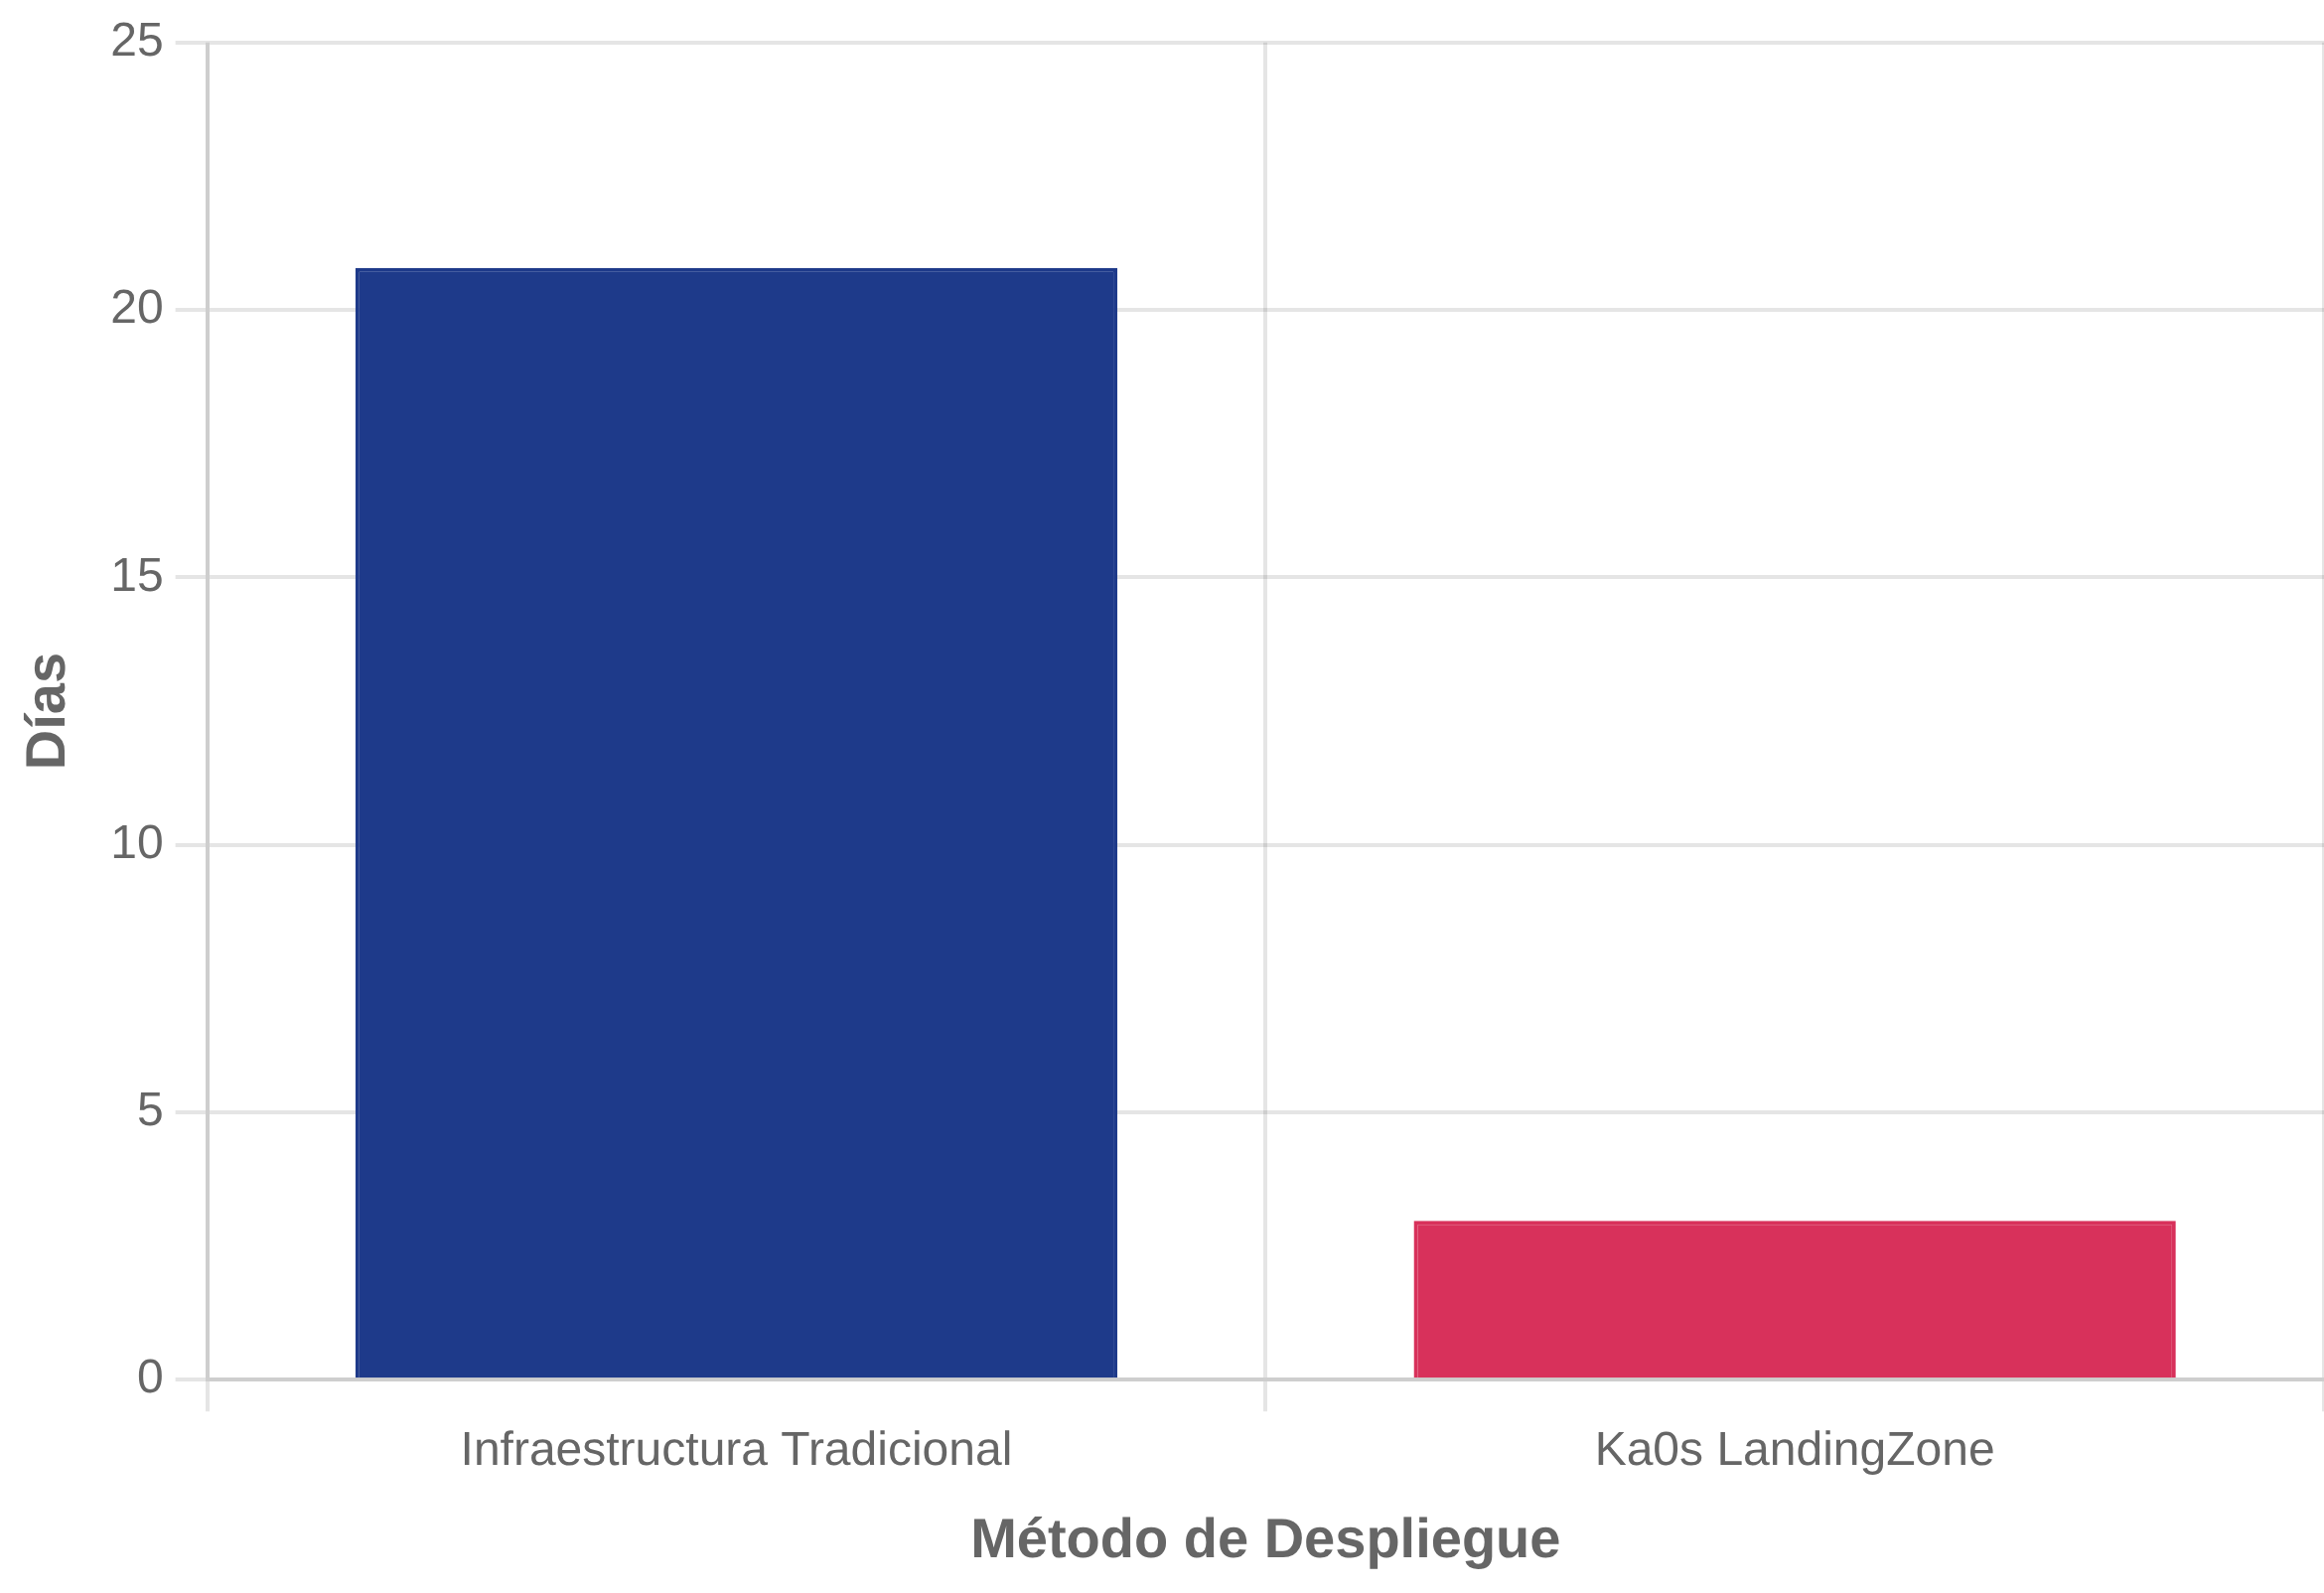 25
20
15
10
5
0
Días
Infraestructura Tradicional
Ka0s LandingZone
Método de Despliegue